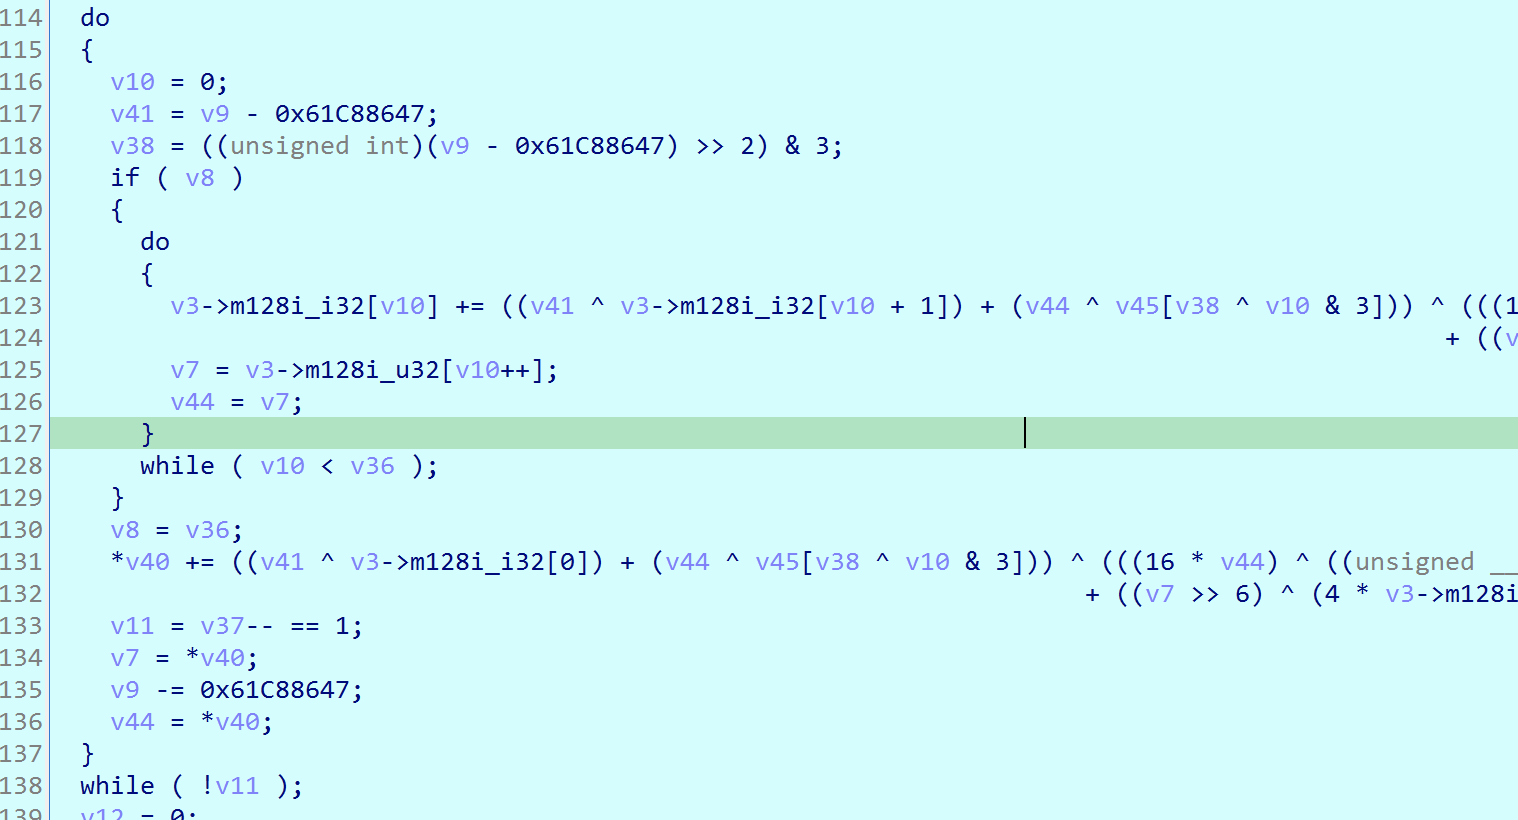 114 do
115 {
116 v10 = 0;
117 v41 = v9 - 0x61C88647;
118 v38 = ((unsigned int)(v9 - 0x61C88647) >> 2) & 3;
119 if ( v8 )
120 {
121 do
122 {
123 v3->m128i_i32[v10] += ((v41 ^ v3->m128i_i32[v10 + 1]) + (v44 ^ v45[v38 ^ v10 & 3])) ^ (((1
124 + ((v
125 v7 = v3->m128i_u32[v10++];
126 v44 = v7;
127 }
128 while ( v10 < v36 );
129 }
130 v8 = v36;
131 *v40 += ((v41 ^ v3->m128i_i32[0]) + (v44 ^ v45[v38 ^ v10 & 3])) ^ (((16 * v44) ^ ((unsigned __
132 + ((v7 >> 6) ^ (4 * v3->m128i
133 v11 = v37-- == 1;
134 v7 = *v40;
135 v9 -= 0x61C88647;
136 v44 = *v40;
137 }
138 while ( !v11 );
139 v12 = 0;